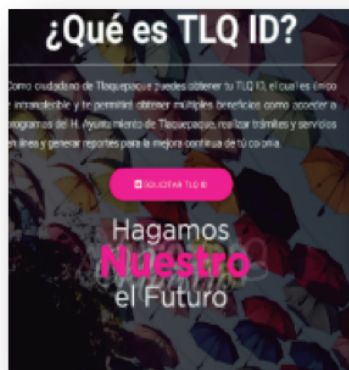 ¿Qué es TLQ ID?
Como ciudadano de Tlaquepaque puedes obtener tu TLQ ID, el cual es único
e intransferible y te permitirá obtener múltiples beneficios como acceder a
programas del H. Ayuntamiento de Tlaquepaque, realizar trámites y servicios
en línea y generar reportes para la mejora continua de tú colonia.
SOLICITAR TLQ ID
Hagamos
Nuestro
el Futuro